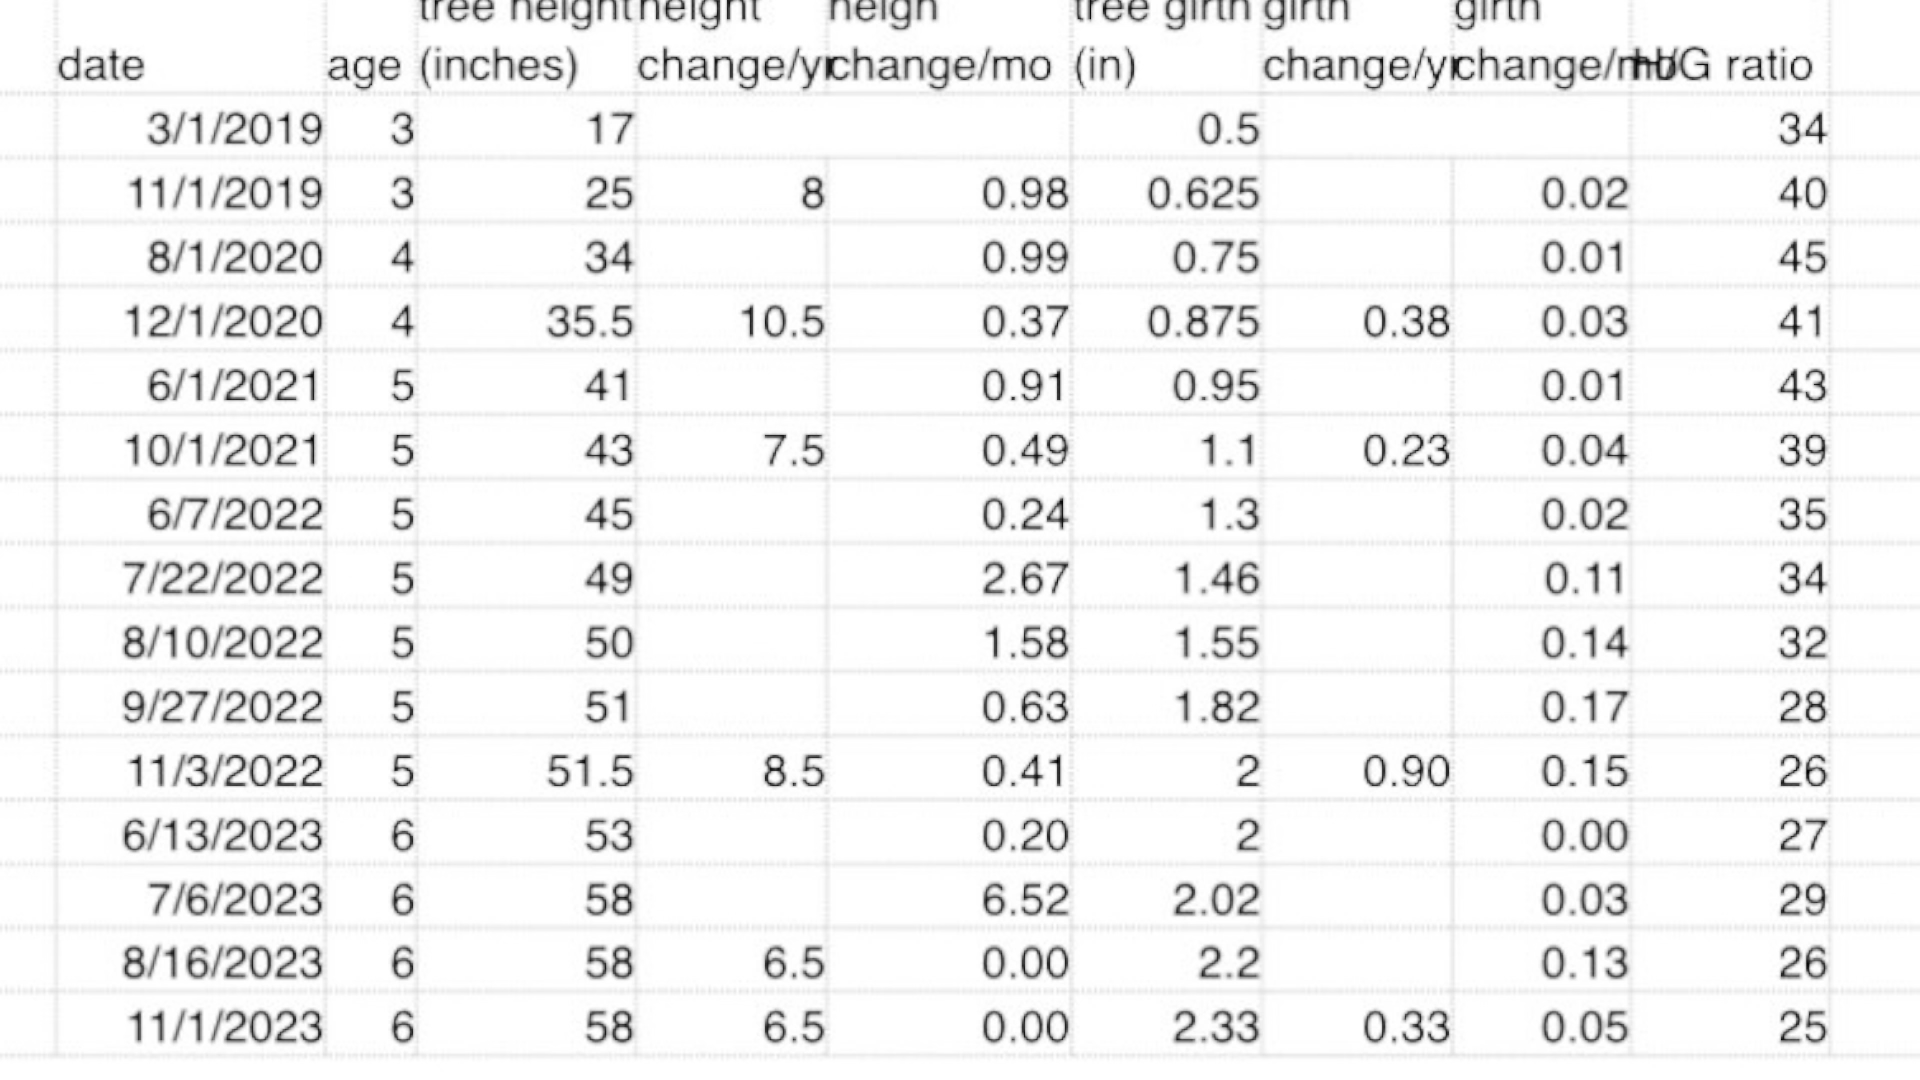 tree height height heigh tree girth girth girth
date age (inches) change/yr change/mo (in) change/yr change/mo H/G ratio
3/1/2019 3 17 0.5 34
11/1/2019 3 25 8 0.98 0.625 0.02 40
8/1/2020 4 34 0.99 0.75 0.01 45
12/1/2020 4 35.5 10.5 0.37 0.875 0.38 0.03 41
6/1/2021 5 41 0.91 0.95 0.01 43
10/1/2021 5 43 7.5 0.49 1.1 0.23 0.04 39
6/7/2022 5 45 0.24 1.3 0.02 35
7/22/2022 5 49 2.67 1.46 0.11 34
8/10/2022 5 50 1.58 1.55 0.14 32
9/27/2022 5 51 0.63 1.82 0.17 28
11/3/2022 5 51.5 8.5 0.41 2 0.90 0.15 26
6/13/2023 6 53 0.20 2 0.00 27
7/6/2023 6 58 6.52 2.02 0.03 29
8/16/2023 6 58 6.5 0.00 2.2 0.13 26
11/1/2023 6 58 6.5 0.00 2.33 0.33 0.05 25